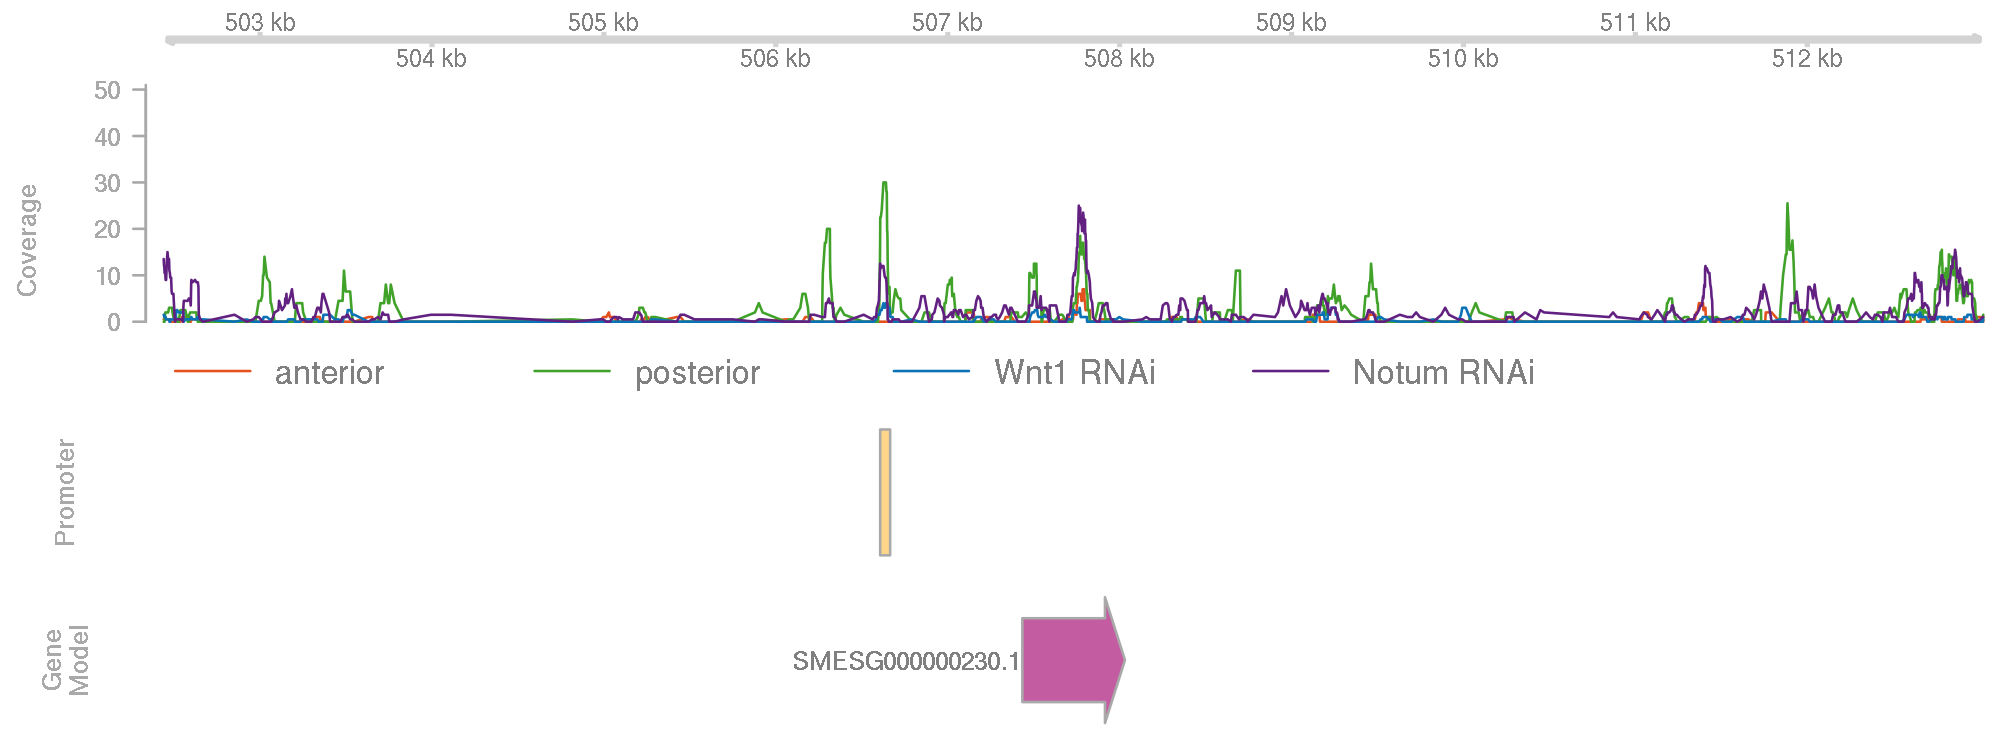 503 kb 505 kb 507 kb 509 kb 511 kb
504 kb 506 kb 508 kb 510 kb 512 kb
50
40
30
20
10
0
Coverage
anterior posterior Wnt1 RNAi Notum RNAi
Promoter
Gene
Model
SMESG000000230.1